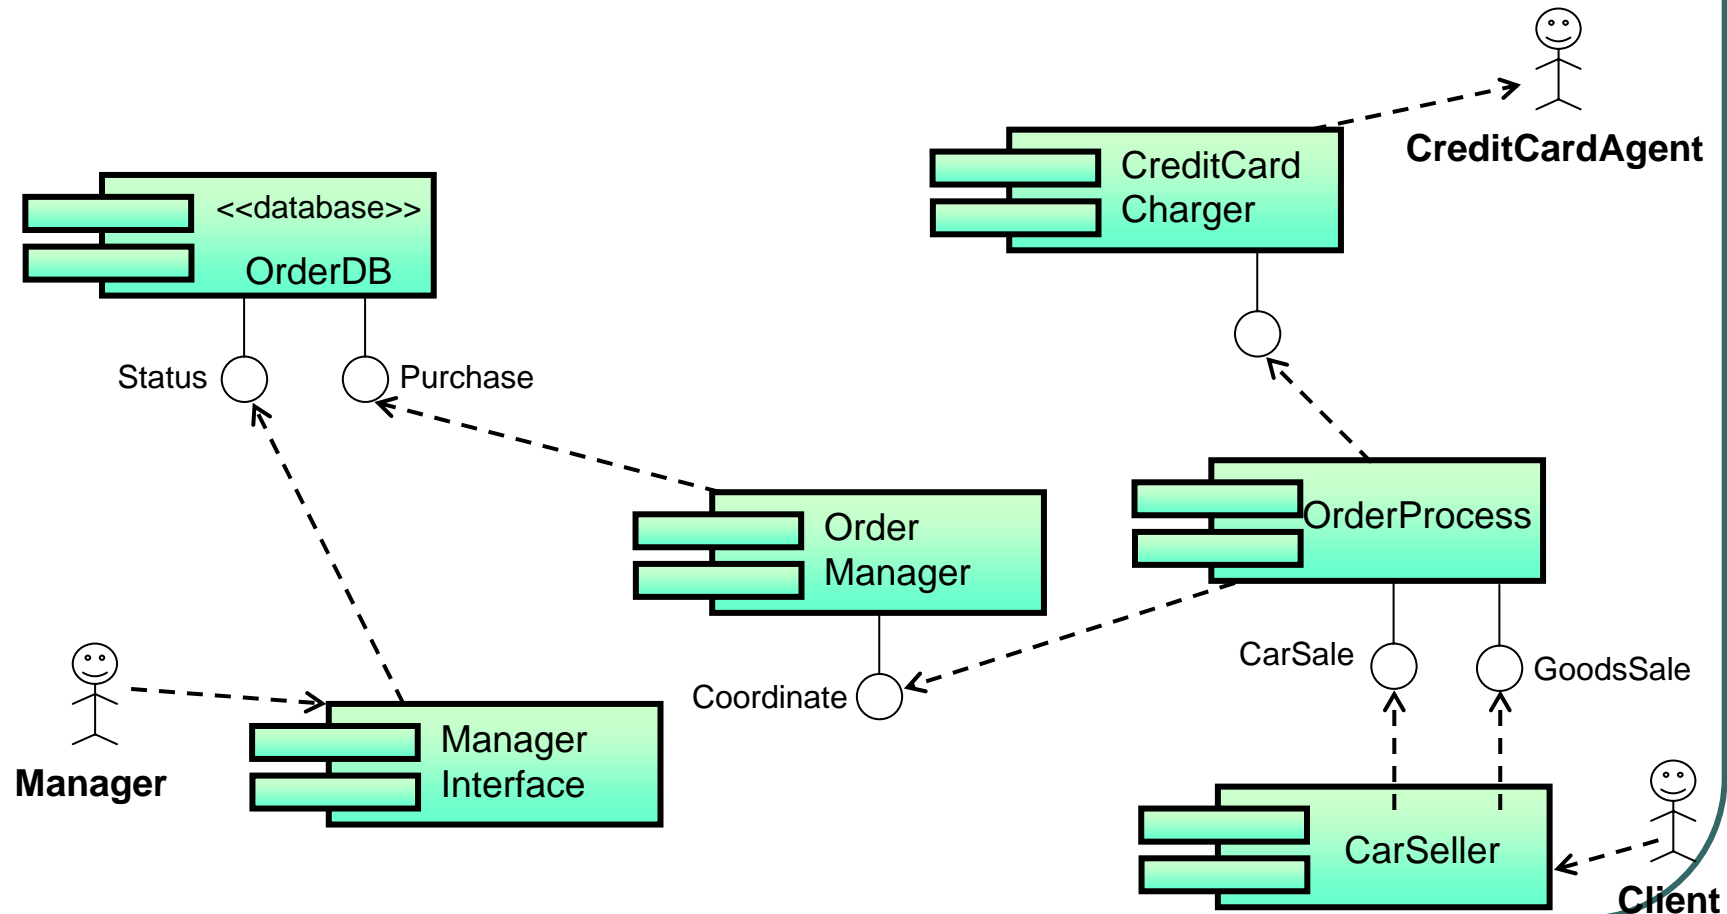 CreditCardAgent
CreditCard
Charger
<<database>>
OrderDB
Status
Purchase
Order
Manager
OrderProcess
CarSale
GoodsSale
Coordinate
Manager
Manager
Interface
CarSeller
Client